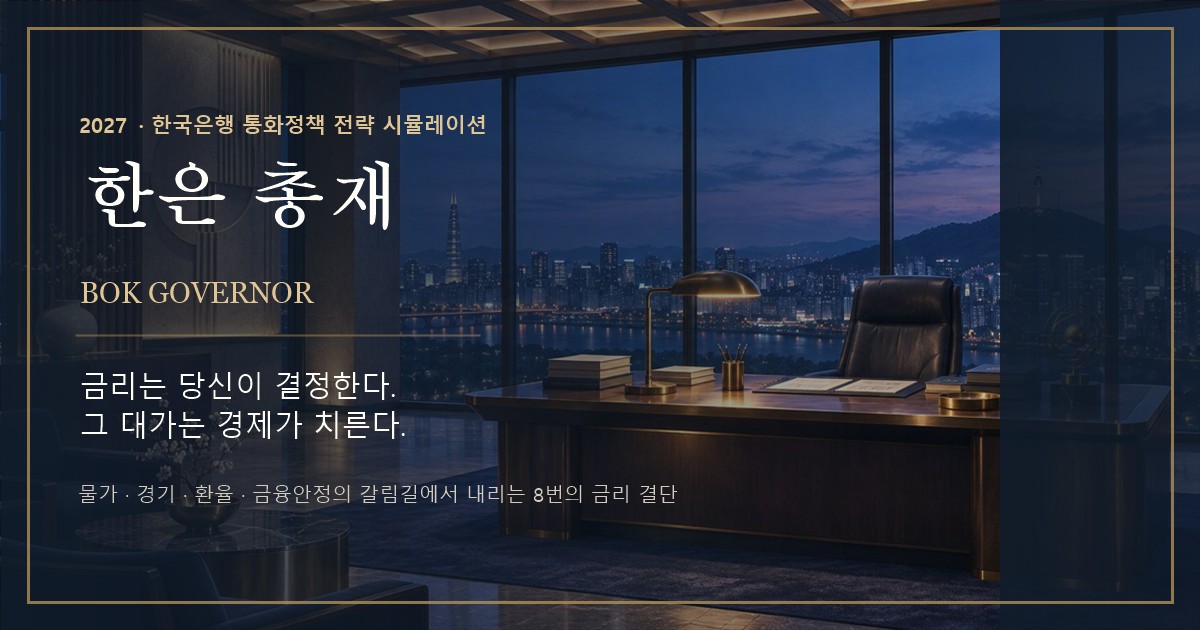 2027 · 한국은행 통화정책 전략 시뮬레이션
한은 총재
BOK GOVERNOR
금리는 당신이 결정한다.
그 대가는 경제가 치른다.
물가 · 경기 · 환율 · 금융안정의 갈림길에서 내리는 8번의 금리 결단